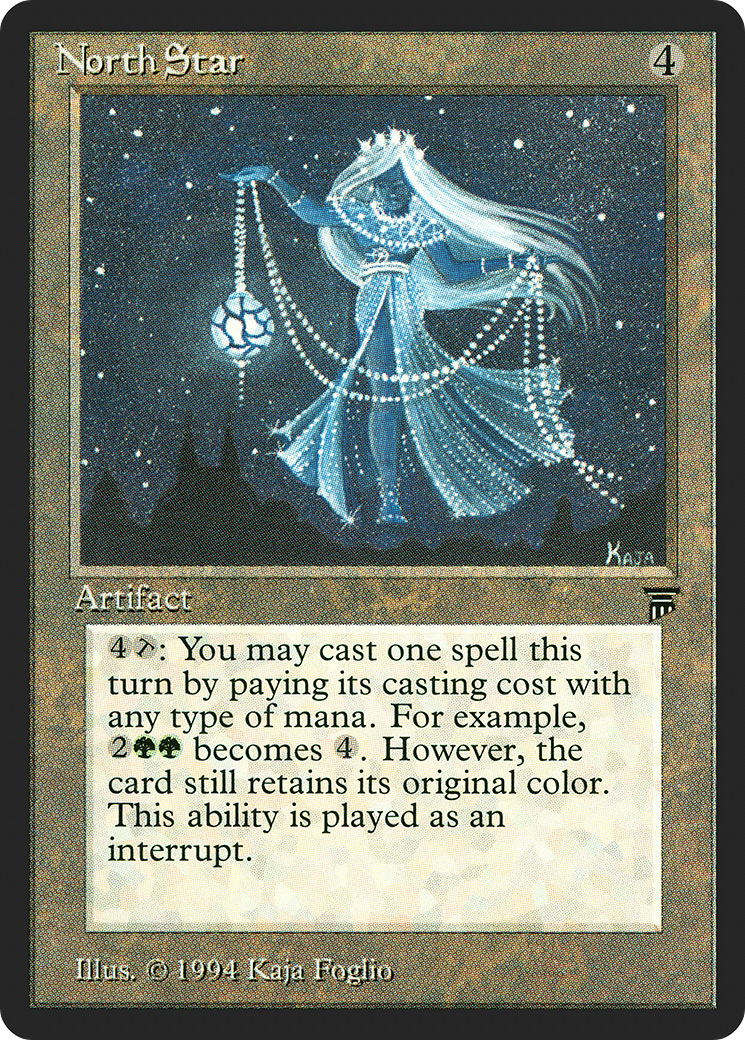 North Star 4
KAJA
Artifact
4 : You may cast one spell this
turn by paying its casting cost with
any type of mana. For example,
2 becomes 4. However, the
card still retains its original color.
This ability is played as an
interrupt.
Illus. © 1994 Kaja Foglio